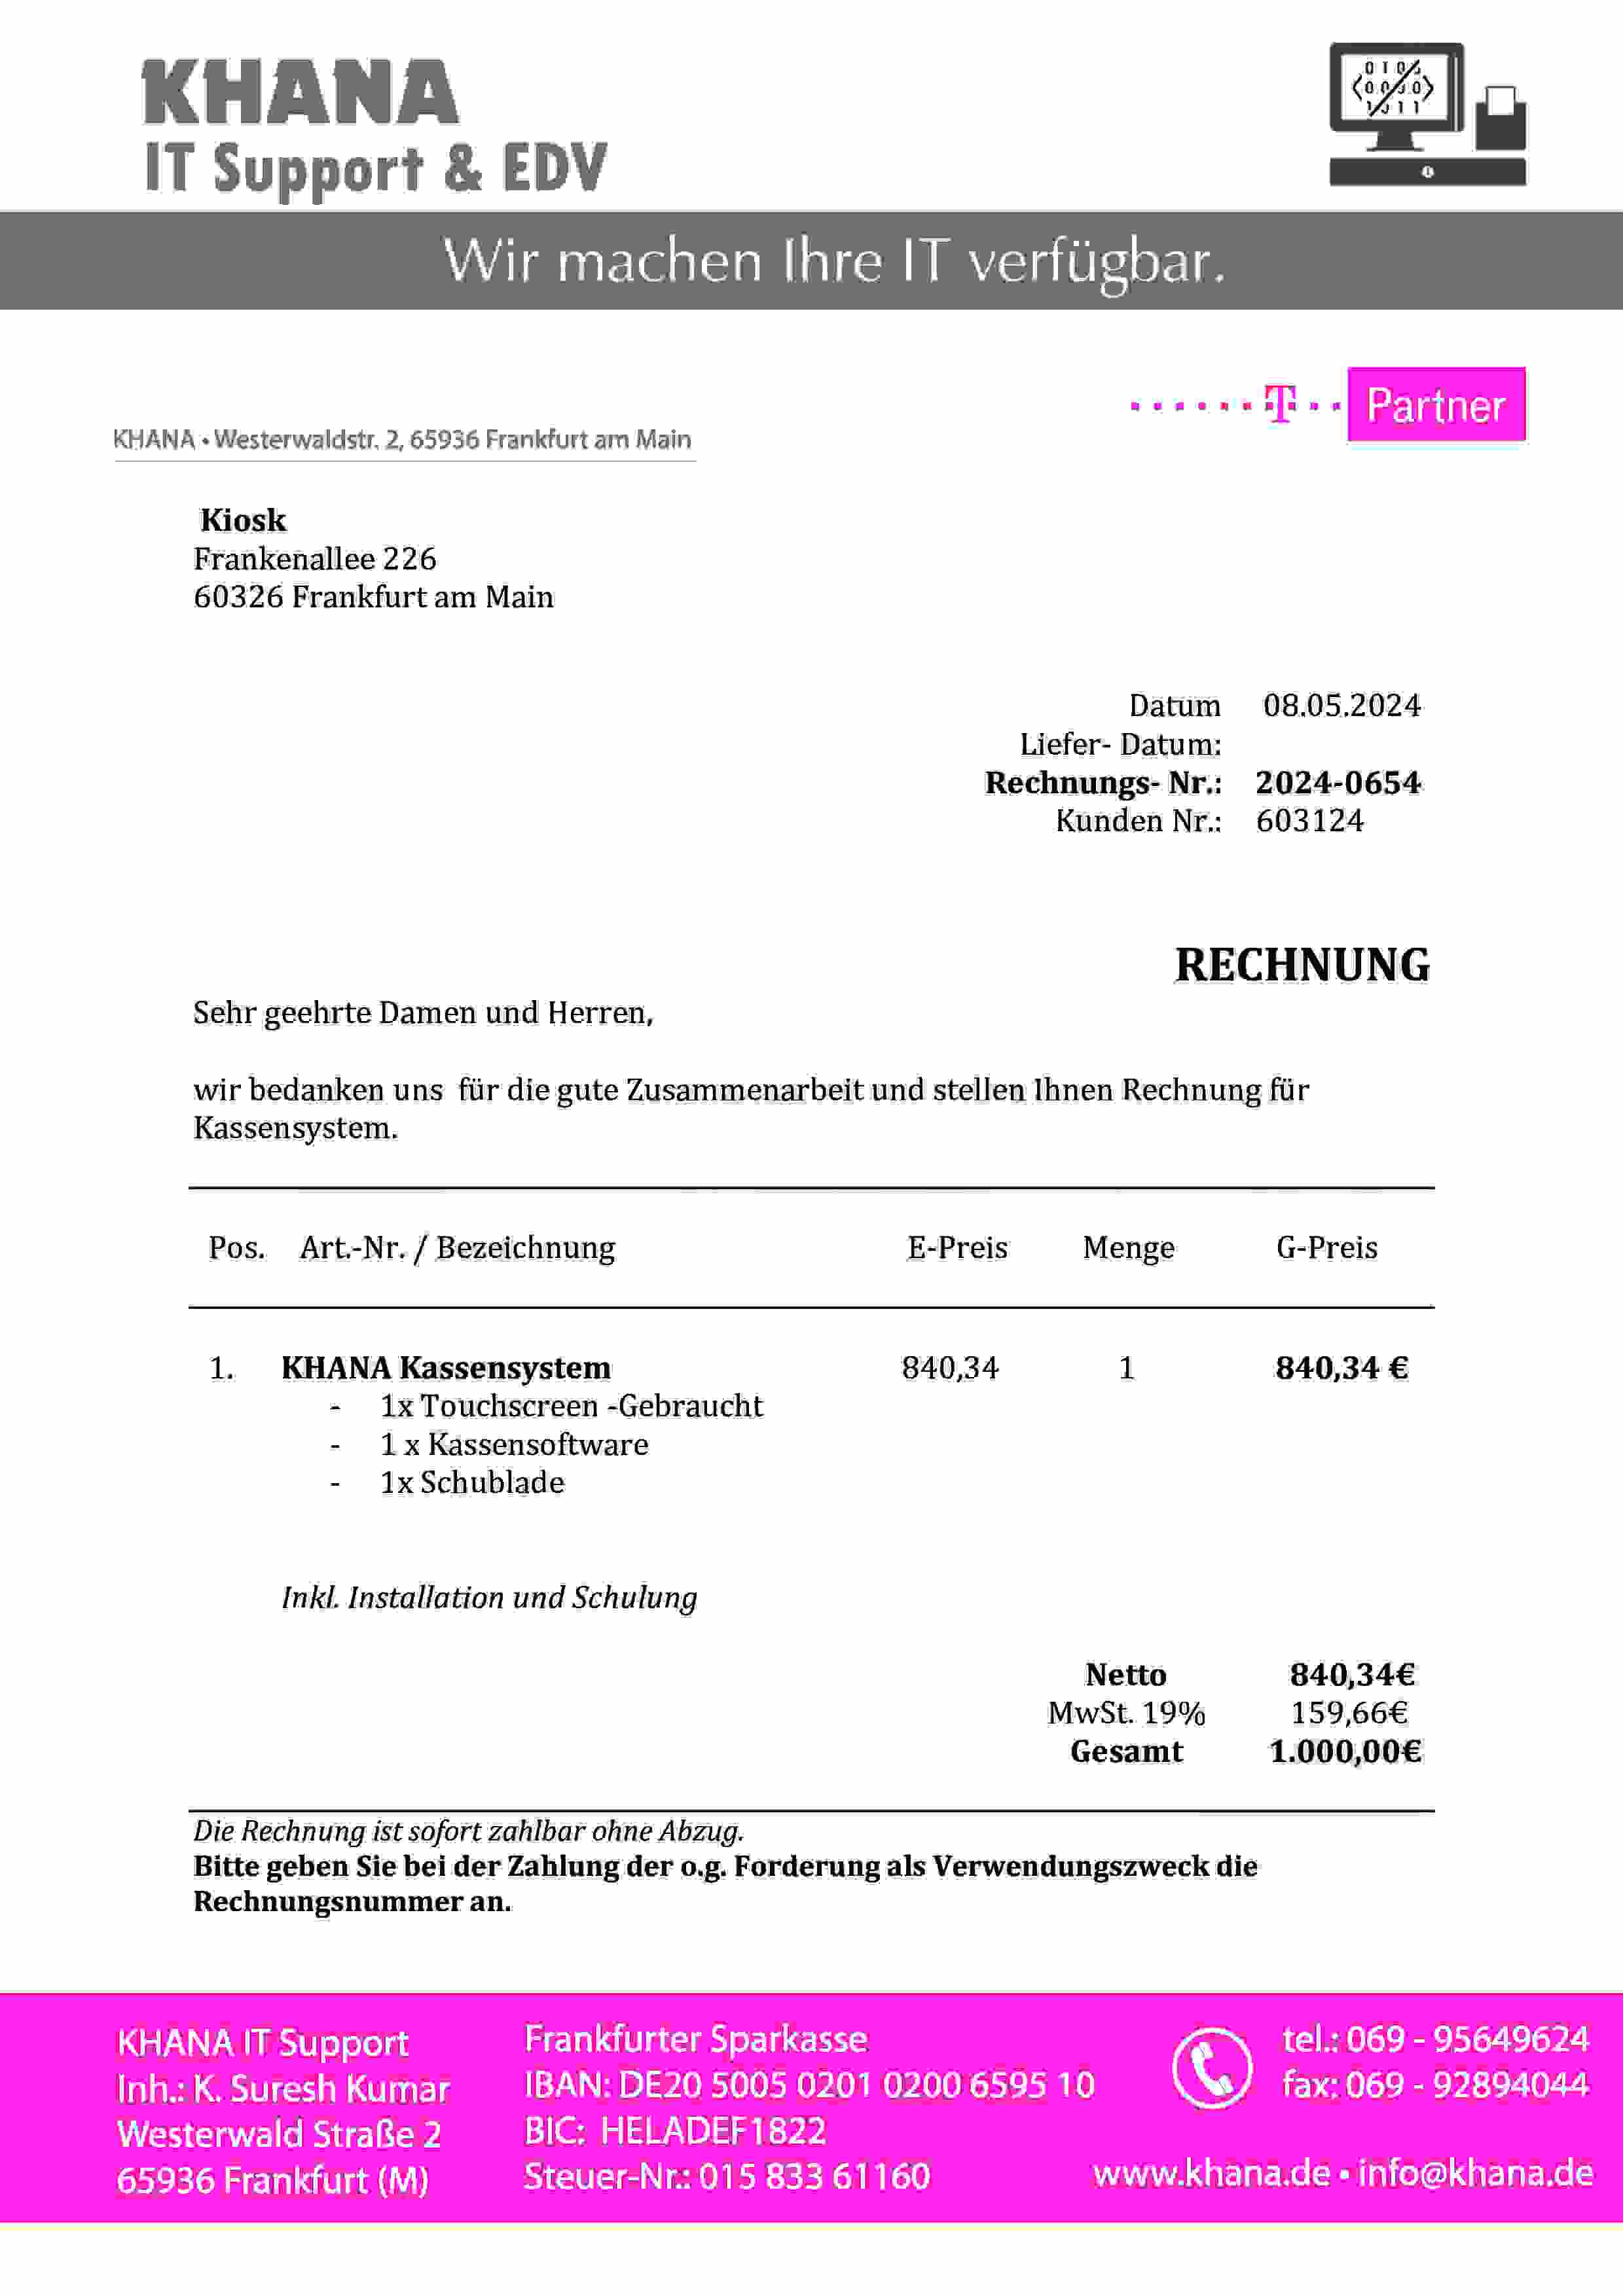 KHANA
IT Support & EDV
Wir machen Ihre IT verfügbar.
T Partner
KHANA • Westerwaldstr. 2, 65936 Frankfurt am Main
Kiosk
Frankenallee 226
60326 Frankfurt am Main
Datum 08.05.2024
Liefer- Datum:
Rechnungs- Nr.: 2024-0654
Kunden Nr.: 603124
RECHNUNG
Sehr geehrte Damen und Herren,
wir bedanken uns für die gute Zusammenarbeit und stellen Ihnen Rechnung für
Kassensystem.
Pos. Art.-Nr. / Bezeichnung E-Preis Menge G-Preis
1. KHANA Kassensystem 840,34 1 840,34 €
- 1x Touchscreen -Gebraucht
- 1 x Kassensoftware
- 1x Schublade
Inkl. Installation und Schulung
Netto 840,34€
MwSt. 19% 159,66€
Gesamt 1.000,00€
Die Rechnung ist sofort zahlbar ohne Abzug.
Bitte geben Sie bei der Zahlung der o.g. Forderung als Verwendungszweck die
Rechnungsnummer an.
KHANA IT Support
Inh.: K. Suresh Kumar
Westerwald Straße 2
65936 Frankfurt (M)
Frankfurter Sparkasse
IBAN: DE20 5005 0201 0200 6595 10
BIC: HELADEF1822
Steuer-Nr.: 015 833 61160
tel.: 069 - 95649624
fax: 069 - 92894044
www.khana.de • info@khana.de